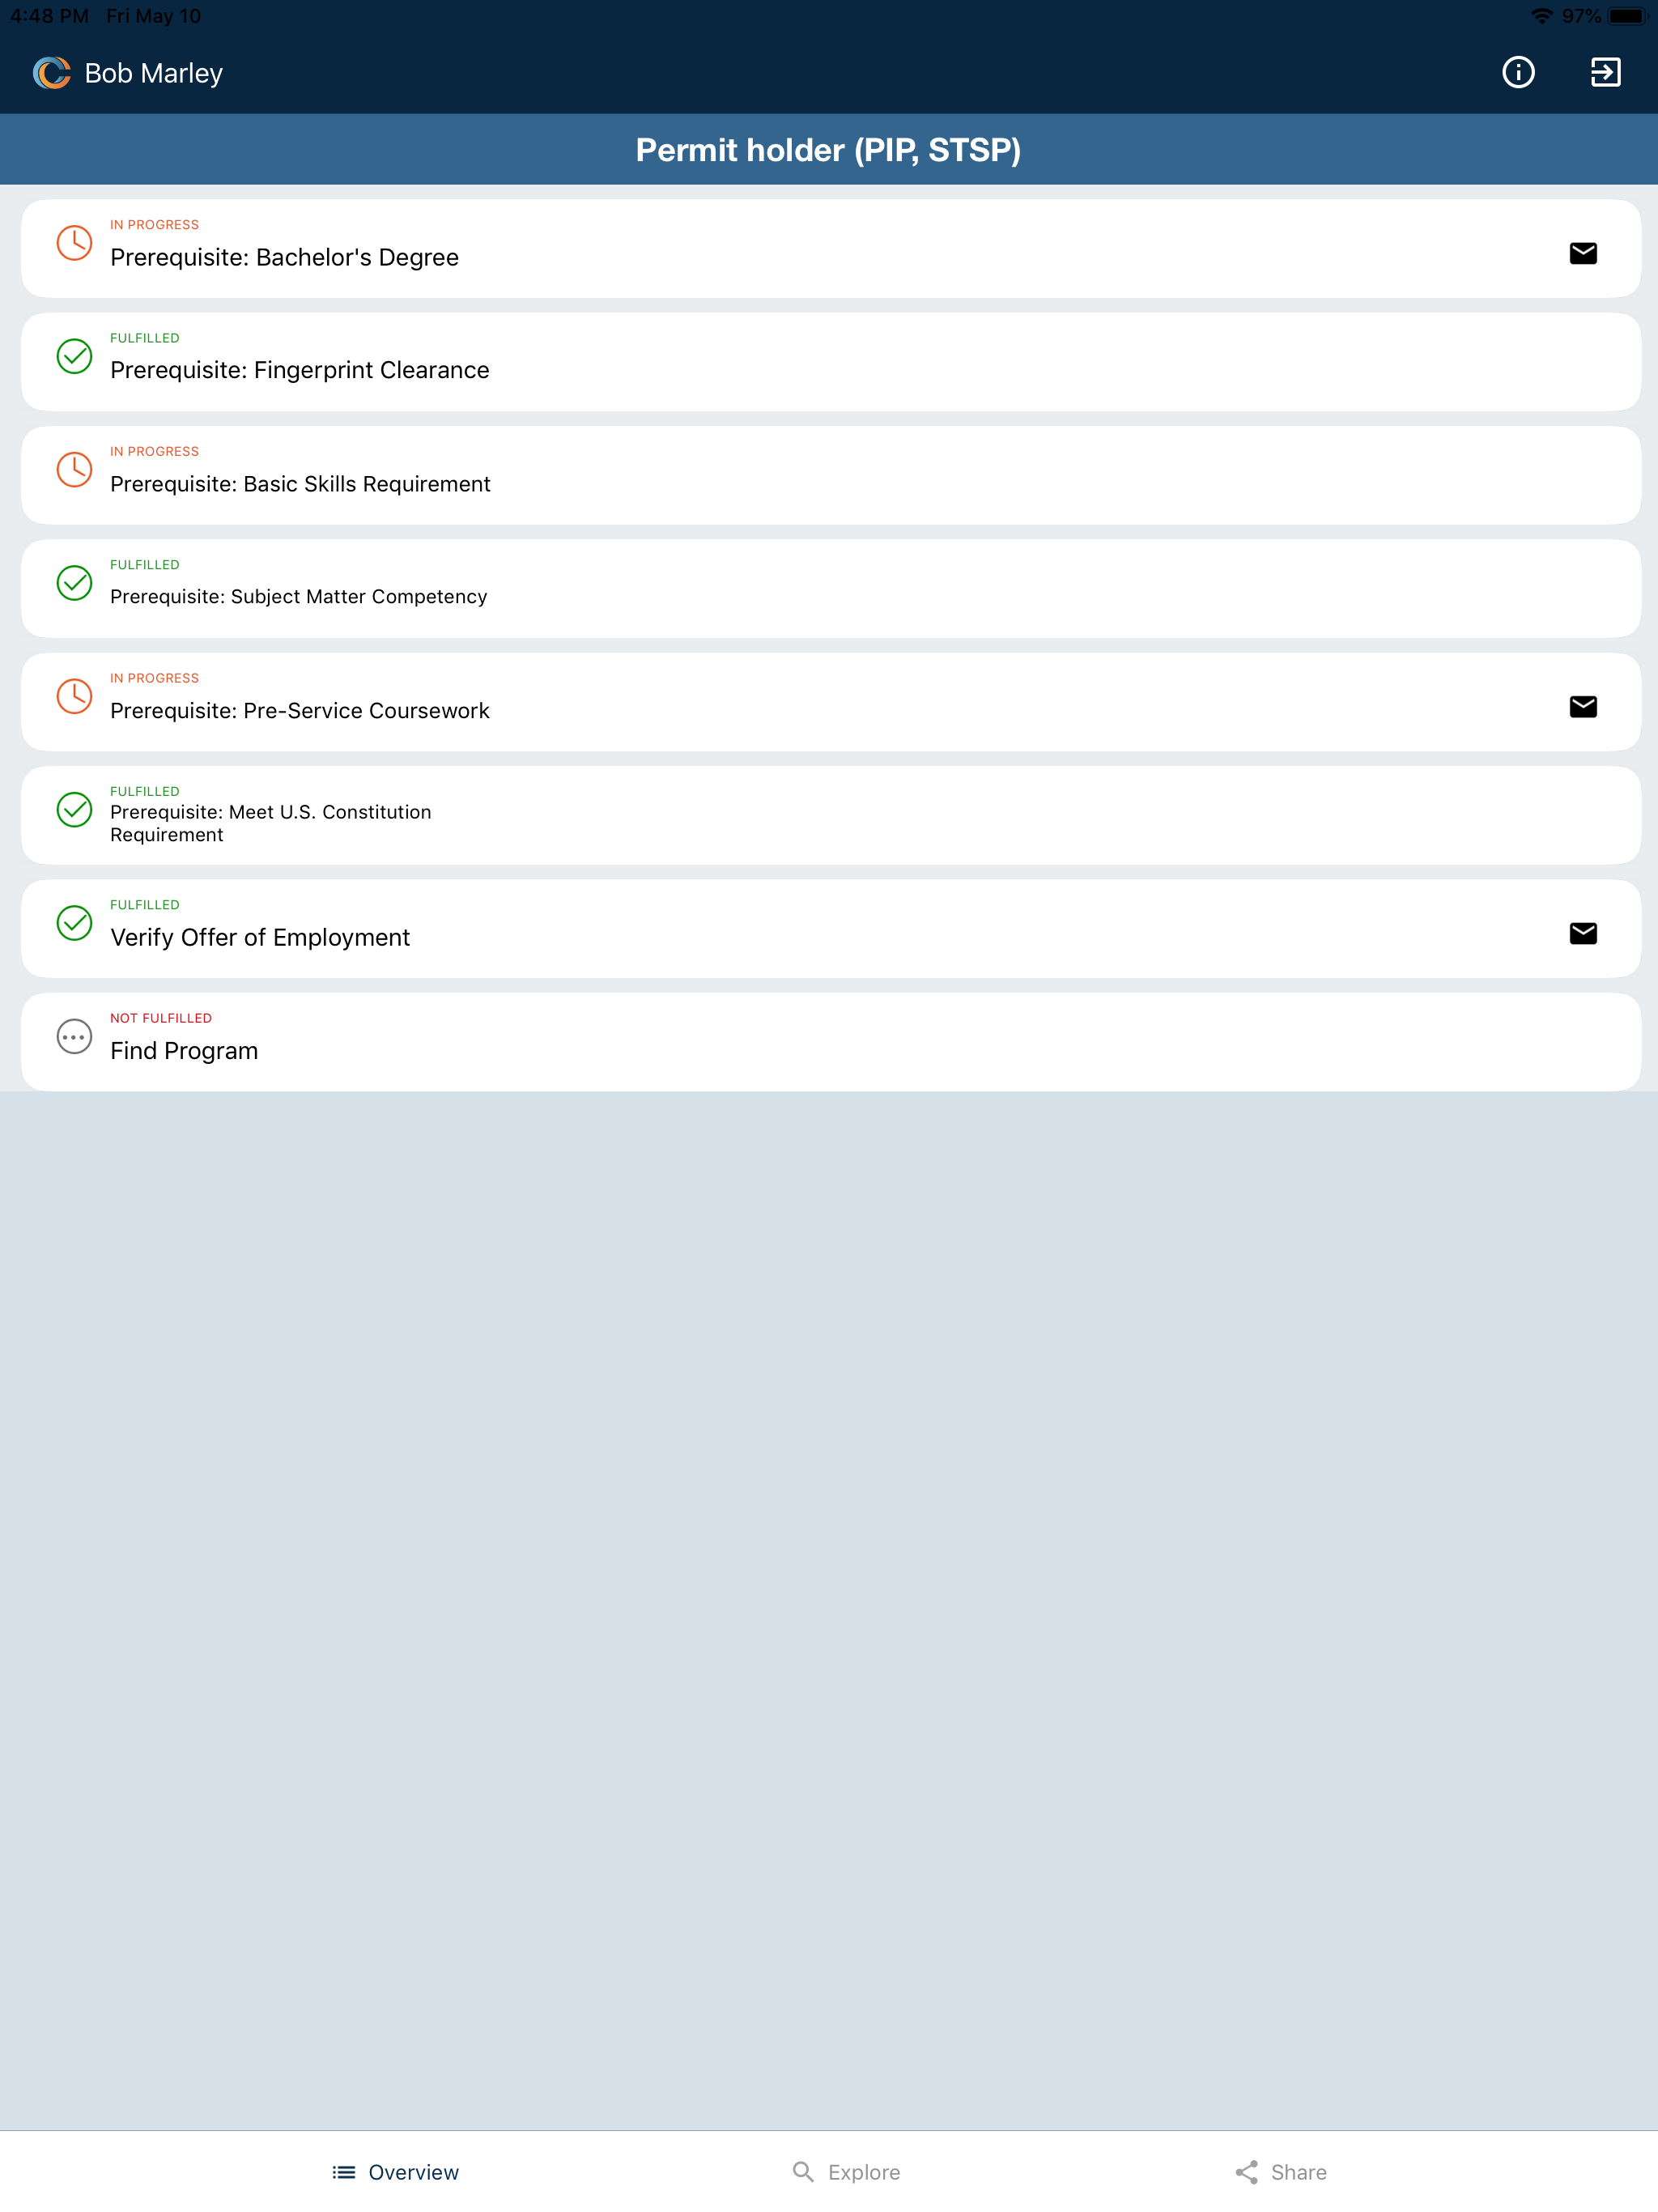 4:48 PM Fri May 10 97%
Bob Marley
Permit holder (PIP, STSP)
IN PROGRESS
Prerequisite: Bachelor's Degree
FULFILLED
Prerequisite: Fingerprint Clearance
IN PROGRESS
Prerequisite: Basic Skills Requirement
FULFILLED
Prerequisite: Subject Matter Competency
IN PROGRESS
Prerequisite: Pre-Service Coursework
FULFILLED
Prerequisite: Meet U.S. Constitution
Requirement
FULFILLED
Verify Offer of Employment
NOT FULFILLED
Find Program
Overview Explore Share